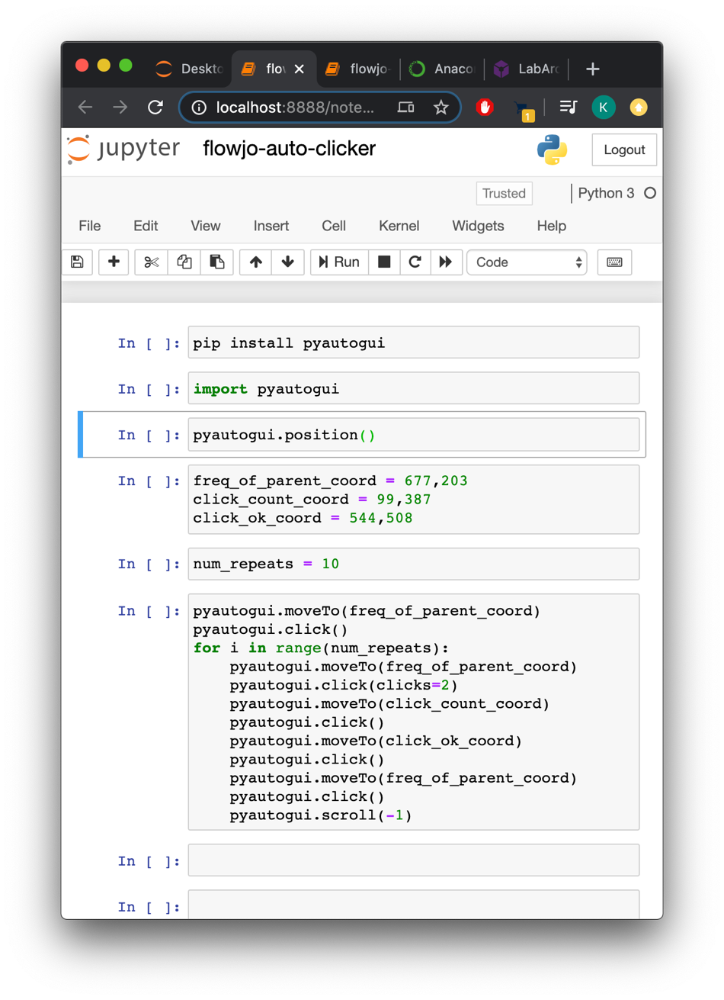 Deskto
flow
flowjo-
Anacon
LabArc
localhost:8888/note...
1
K
jupyter flowjo-auto-clicker
Logout
Trusted
Python 3
File Edit View Insert Cell Kernel Widgets Help
Run
Code
In [ ]: pip install pyautogui
In [ ]: import pyautogui
In [ ]: pyautogui.position()
In [ ]: freq_of_parent_coord = 677,203
click_count_coord = 99,387
click_ok_coord = 544,508
In [ ]: num_repeats = 10
In [ ]: pyautogui.moveTo(freq_of_parent_coord)
pyautogui.click()
for i in range(num_repeats):
    pyautogui.moveTo(freq_of_parent_coord)
    pyautogui.click(clicks=2)
    pyautogui.moveTo(click_count_coord)
    pyautogui.click()
    pyautogui.moveTo(click_ok_coord)
    pyautogui.click()
    pyautogui.moveTo(freq_of_parent_coord)
    pyautogui.click()
    pyautogui.scroll(-1)
In [ ]:
In [ ]: